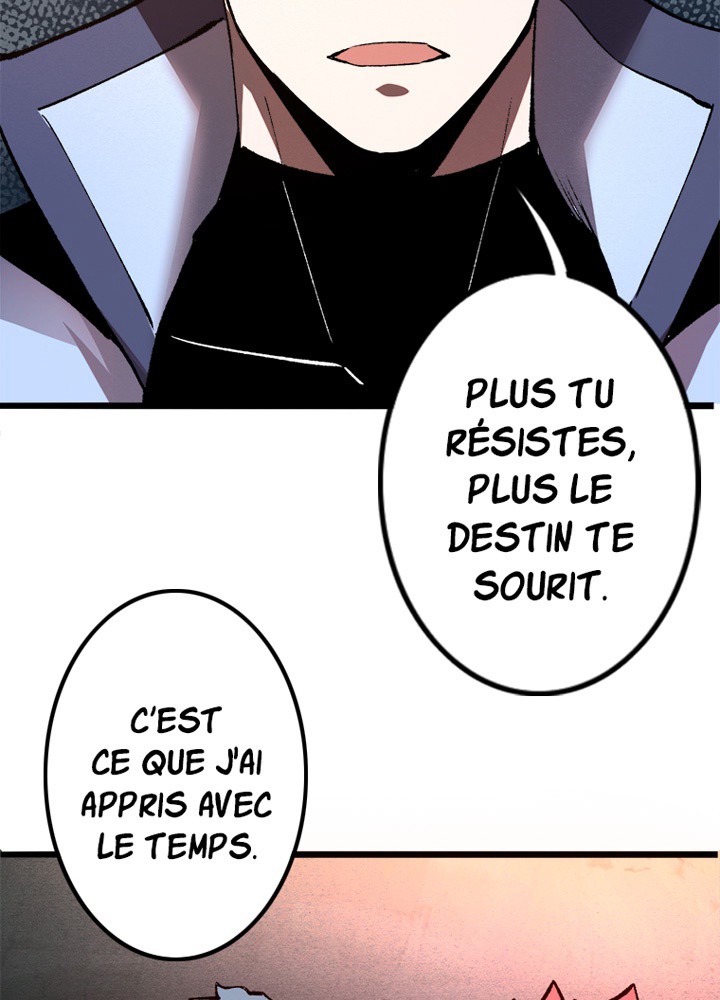 PLUS TU
RÉSISTES,
PLUS LE
DESTIN TE
SOURIT.
C'EST
CE QUE J'AI
APPRIS AVEC
LE TEMPS.